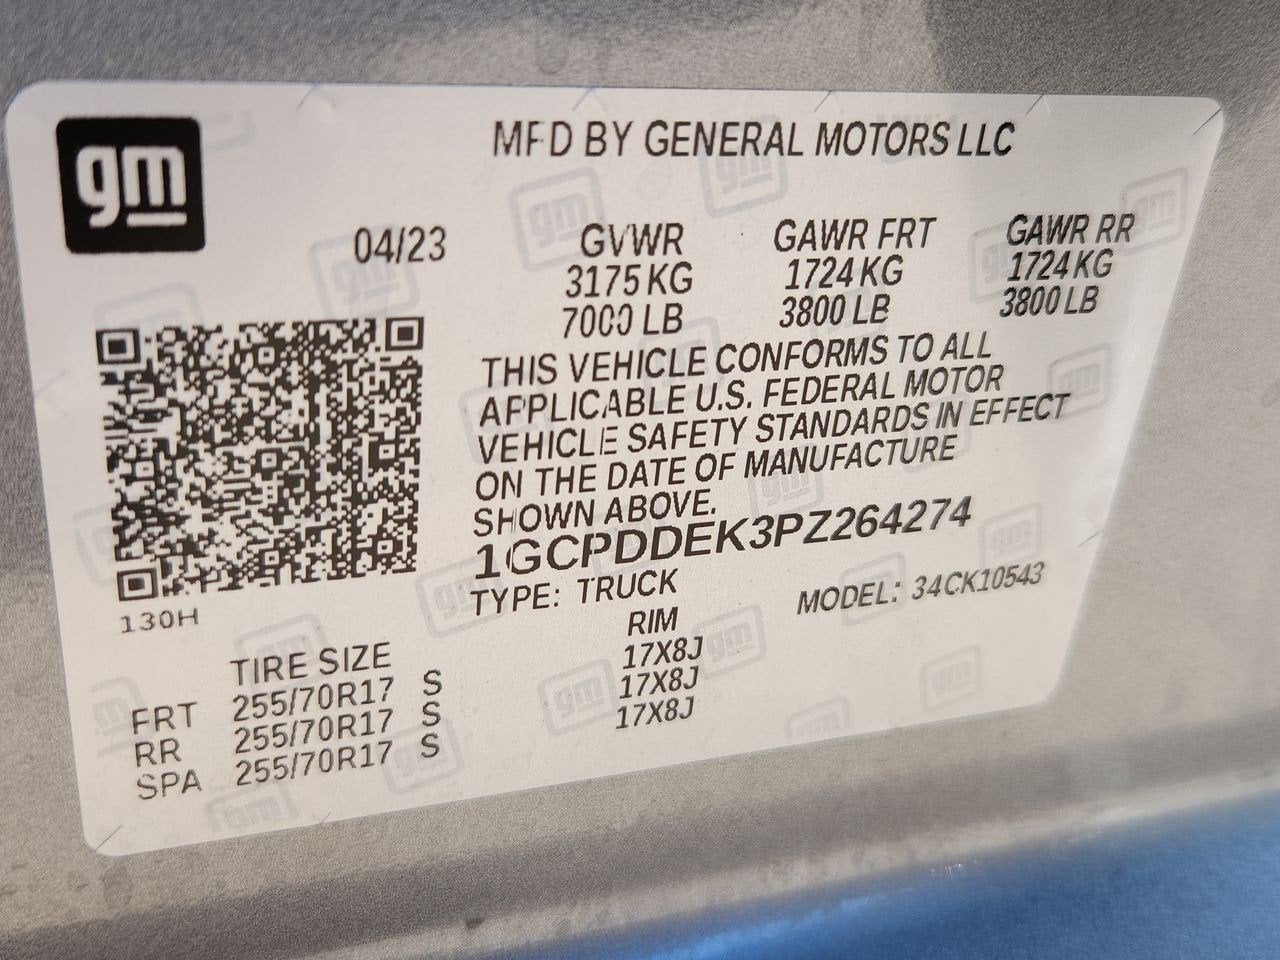 gm
MFD BY GENERAL MOTORS LLC
04/23 GVWR GAWR FRT GAWR RR
3175 KG 1724 KG 1724 KG
7000 LB 3800 LB 3800 LB
THIS VEHICLE CONFORMS TO ALL
APPLICABLE U.S. FEDERAL MOTOR
VEHICLE SAFETY STANDARDS IN EFFECT
ON THE DATE OF MANUFACTURE
SHOWN ABOVE.
1GCPDDEK3PZ264274
TYPE: TRUCK MODEL: 34CK10543
130H
TIRE SIZE RIM
FRT 255/70R17 S 17X8J
RR 255/70R17 S 17X8J
SPA 255/70R17 S 17X8J